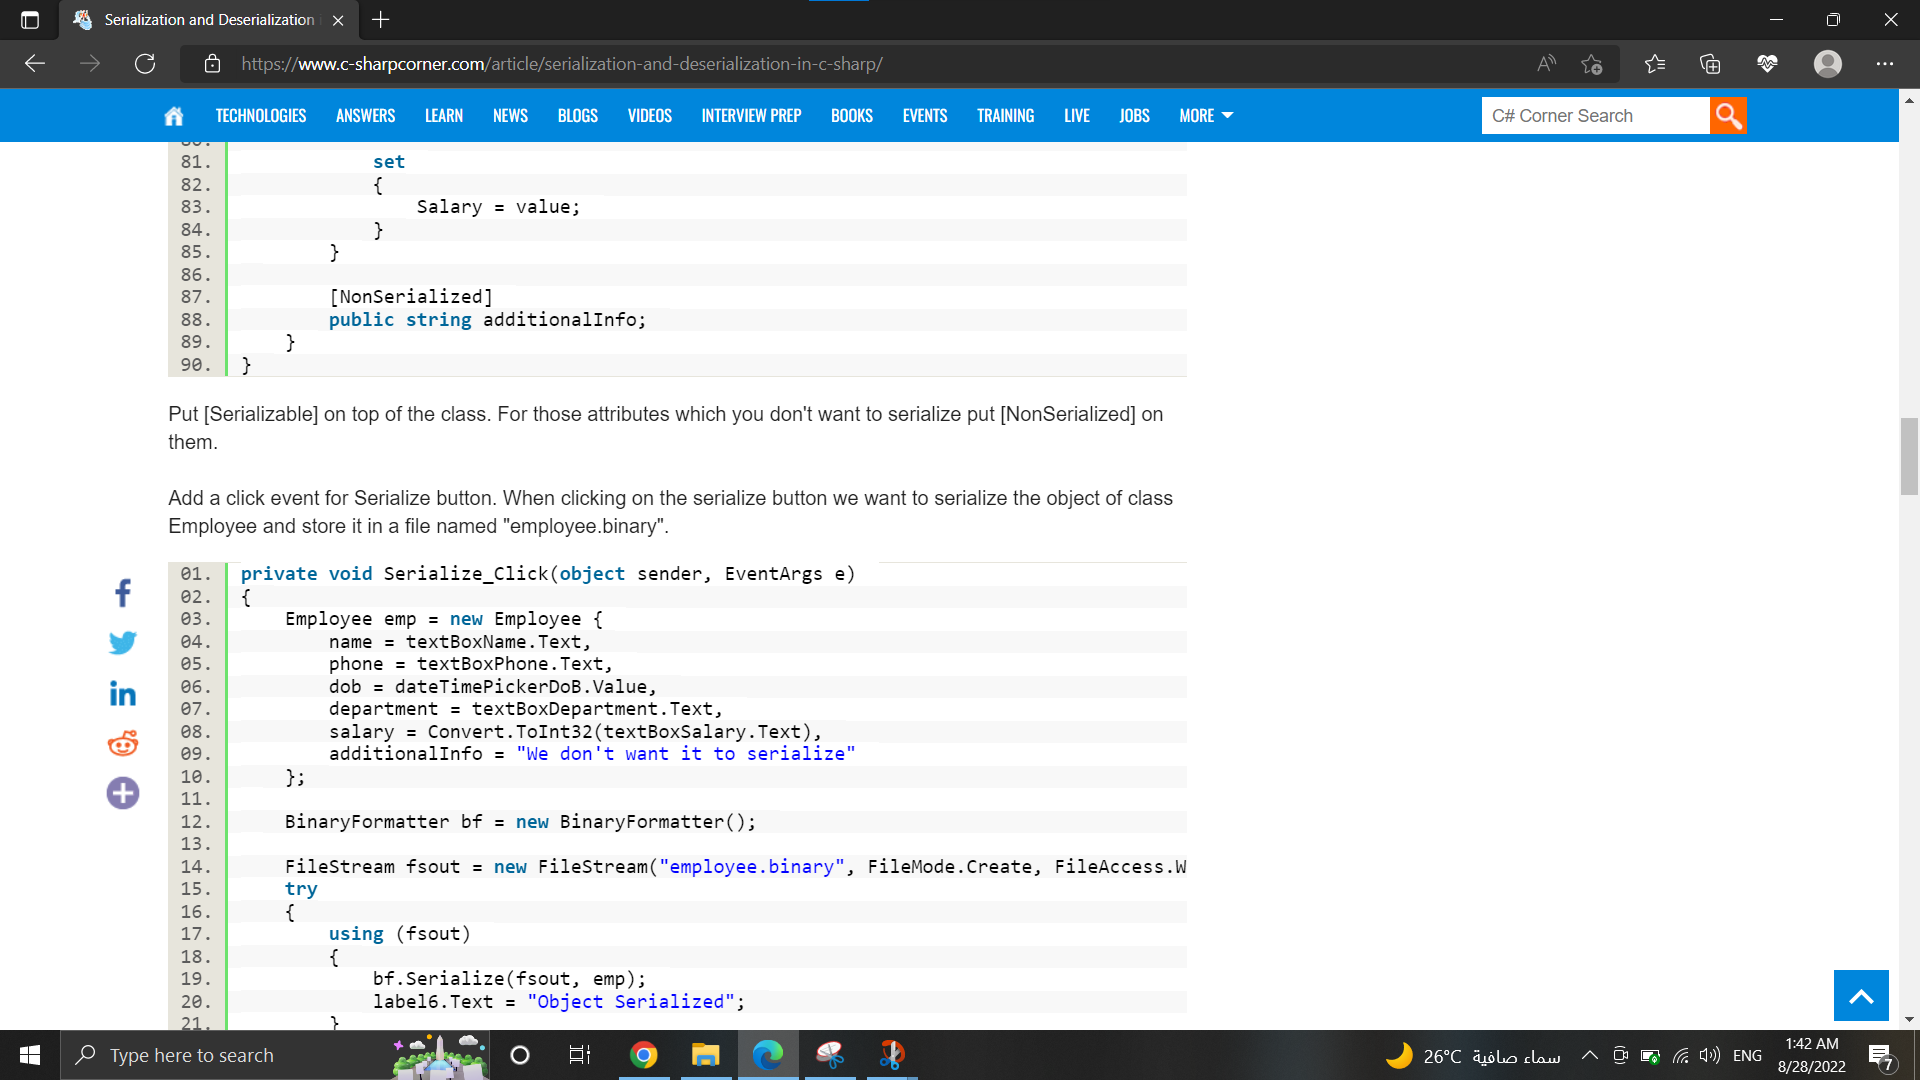 Serialization and Deserialization i
https://www.c-sharpcorner.com/article/serialization-and-deserialization-in-c-sharp/
TECHNOLOGIES ANSWERS LEARN NEWS BLOGS VIDEOS INTERVIEW PREP BOOKS EVENTS TRAINING LIVE JOBS MORE C# Corner Search
81. set
82. {
83. Salary = value;
84. }
85. }
86.
87. [NonSerialized]
88. public string additionalInfo;
89. }
90. }
Put [Serializable] on top of the class. For those attributes which you don't want to serialize put [NonSerialized] on
them.
Add a click event for Serialize button. When clicking on the serialize button we want to serialize the object of class
Employee and store it in a file named "employee.binary".
01. private void Serialize_Click(object sender, EventArgs e)
02. {
03. Employee emp = new Employee {
04. name = textBoxName.Text,
05. phone = textBoxPhone.Text,
06. dob = dateTimePickerDoB.Value,
07. department = textBoxDepartment.Text,
08. salary = Convert.ToInt32(textBoxSalary.Text),
09. additionalInfo = "We don't want it to serialize"
10. };
11.
12. BinaryFormatter bf = new BinaryFormatter();
13.
14. FileStream fsout = new FileStream("employee.binary", FileMode.Create, FileAccess.W
15. try
16. {
17. using (fsout)
18. {
19. bf.Serialize(fsout, emp);
20. label6.Text = "Object Serialized";
21. }
Type here to search
26°C سماء صافية
ENG
1:42 AM
8/28/2022
7